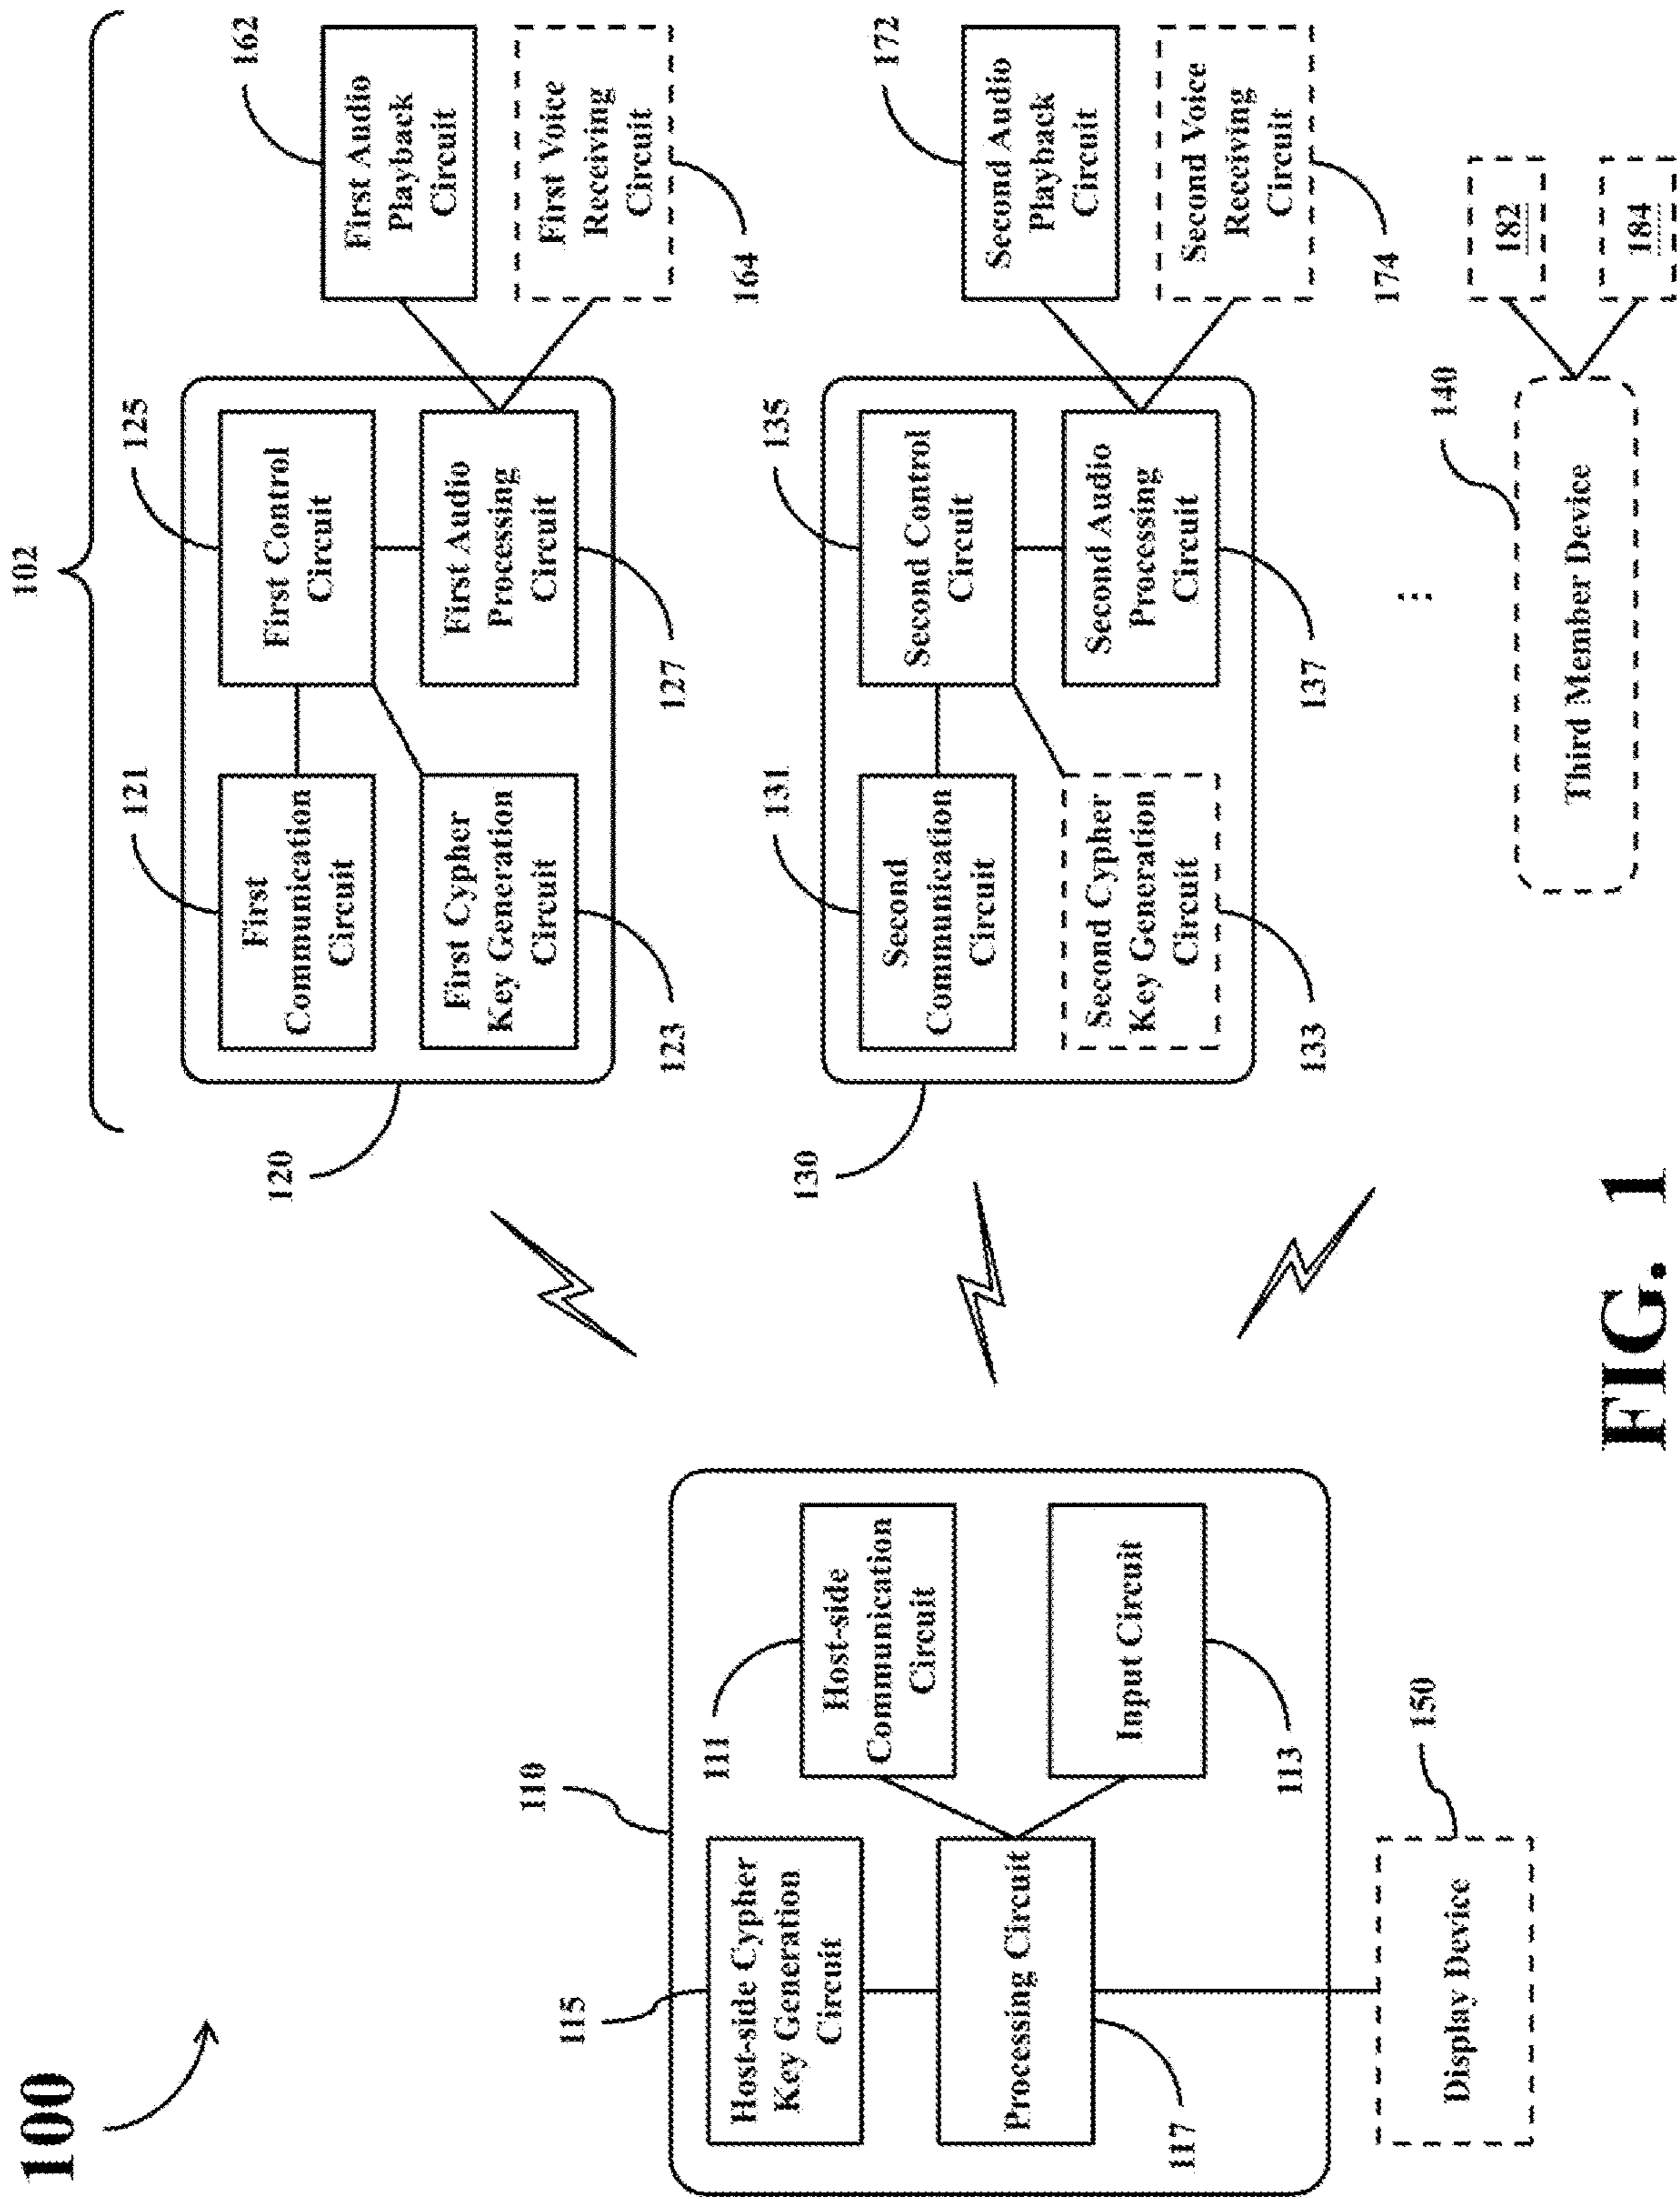 100
102
110
115
Host-side Cypher
Key Generation
Circuit
111
Host-side
Communication
Circuit
Processing Circuit
117
Input Circuit
113
Display Device
150
120
121
First
Communication
Circuit
125
First Control
Circuit
First Cypher
Key Generation
Circuit
123
First Audio
Processing
Circuit
127
162
First Audio
Playback
Circuit
First Voice
Receiving
Circuit
164
130
131
Second
Communication
Circuit
135
Second Control
Circuit
Second Cypher
Key Generation
Circuit
133
Second Audio
Processing
Circuit
137
172
Second Audio
Playback
Circuit
Second Voice
Receiving
Circuit
174
140
Third Member Device
182
184
FIG. 1